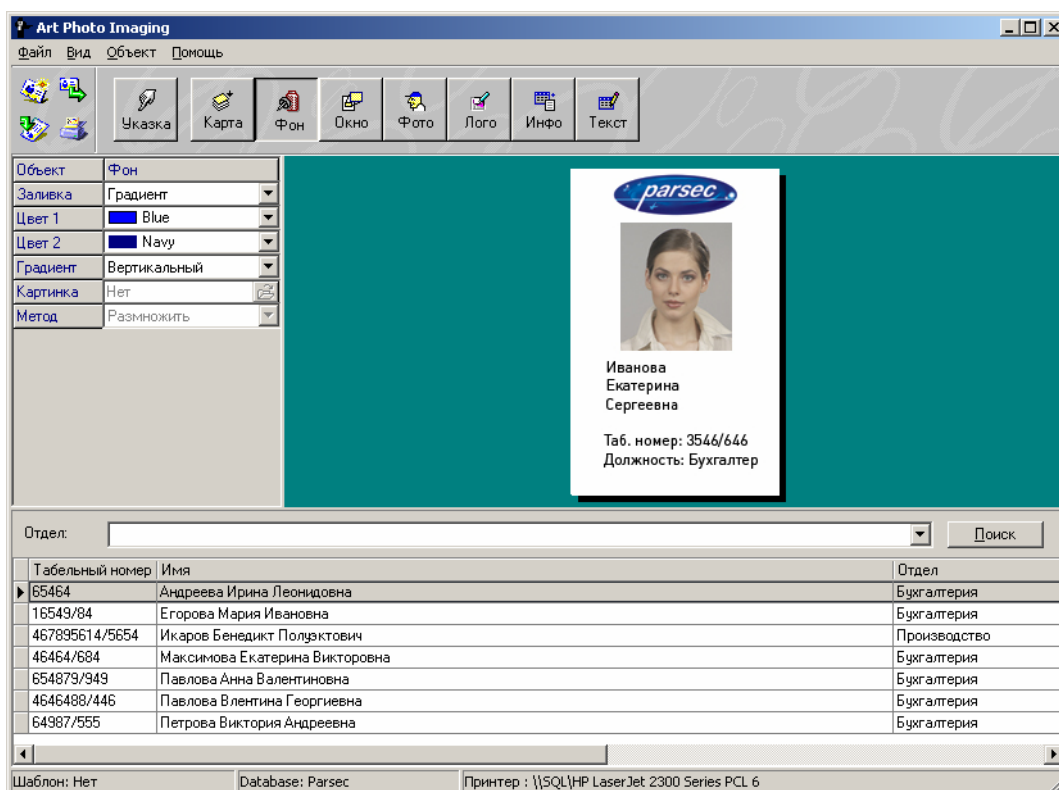 Art Photo Imaging
Файл Вид Объект Помощь
Указка Карта Фон Окно Фото Лого Инфо Текст
Объект Фон
Заливка Градиент
Цвет 1 Blue
Цвет 2 Navy
Градиент Вертикальный
Картинка Нет
Метод Размножить
parsec
Иванова
Екатерина
Сергеевна
Таб. номер: 3546/646
Должность: Бухгалтер
Отдел: Поиск
Табельный номер Имя Отдел
65464 Андреева Ирина Леонидовна Бухгалтерия
16549/84 Егорова Мария Ивановна Бухгалтерия
467895614/5654 Икаров Бенедикт Полуэктович Производство
46464/684 Максимова Екатерина Викторовна Бухгалтерия
654879/949 Павлова Анна Валентиновна Бухгалтерия
4646488/446 Павлова Влентина Георгиевна Бухгалтерия
64987/555 Петрова Виктория Андреевна Бухгалтерия
Шаблон: Нет Database: Parsec Принтер : \\SQL\HP LaserJet 2300 Series PCL 6